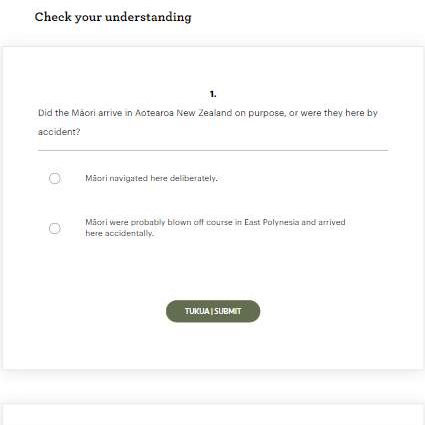 Check your understanding
1.
Did the Māori arrive in Aotearoa New Zealand on purpose, or were they here by
accident?
Māori navigated here deliberately.
Māori were probably blown off course in East Polynesia and arrived
here accidentally.
TUKUA | SUBMIT